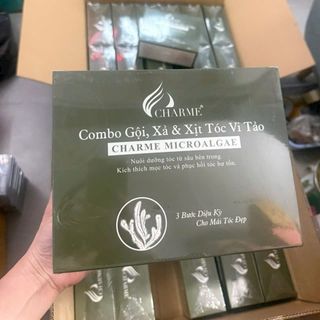 CHARME
Combo Gội, Xả & Xịt Tóc Vi Tảo
CHARME MICROALGAE
Nuôi dưỡng tóc từ sâu bên trong.
Kích thích mọc tóc và phục hồi tóc hư tổn.
3 Bước Diệu Kỳ
Cho Mái Tóc Đẹp